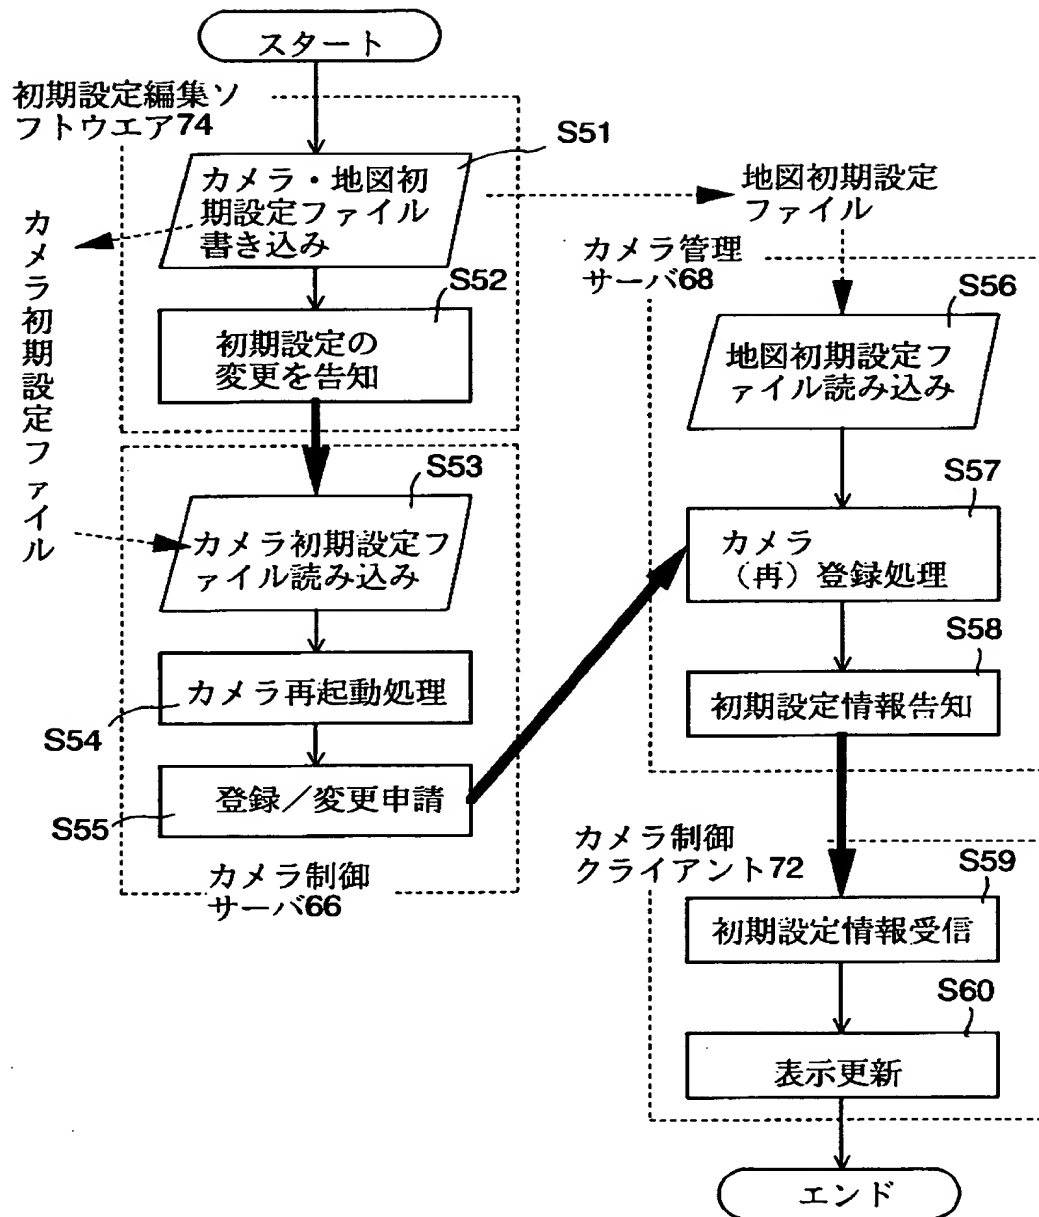 スタート
初期設定編集ソ
フトウエア74
S51
カメラ・地図初
期設定ファイル
書き込み
S52
初期設定の
変更を告知
カメラ初期設定ファイル
S53
カメラ初期設定フ
ァイル読み込み
カメラ再起動処理
S54
登録／変更申請
S55
カメラ制御
サーバ66
地図初期設定
ファイル
カメラ管理
サーバ68
S56
地図初期設定フ
ァイル読み込み
S57
カメラ
（再）登録処理
S58
初期設定情報告知
カメラ制御
クライアント72
S59
初期設定情報受信
S60
表示更新
エンド